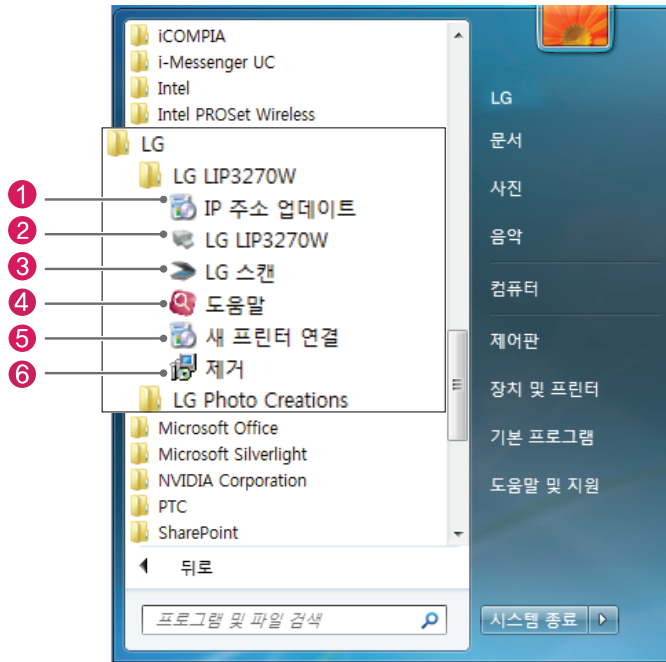 iCOMPIA
i-Messenger UC
Intel
Intel PROSet Wireless
LG
LG LIP3270W
1 IP 주소 업데이트
2 LG LIP3270W
3 LG 스캔
4 도움말
5 새 프린터 연결
6 제거
LG Photo Creations
Microsoft Office
Microsoft Silverlight
NVIDIA Corporation
PTC
SharePoint
뒤로
프로그램 및 파일 검색
LG
문서
사진
음악
컴퓨터
제어판
장치 및 프린터
기본 프로그램
도움말 및 지원
시스템 종료